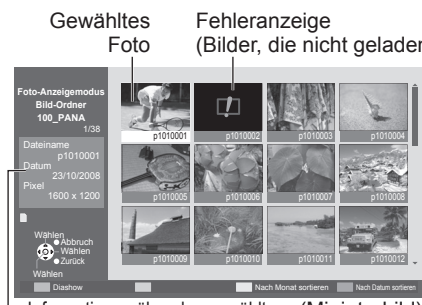 Gewähltes Foto
Fehleranzeige
(Bilder, die nicht
Foto-Anzeigemodus
Bild-Ordner
100_PANA
1/38
Dateiname
p1010001
Datum
23/10/2008
Pixel
1600 x 1200
Wählen
Abbruch
Wählen
Zurück
Wählen
p1010001
p1010002
p1010003
p1010004
p1010005
p1010006
p1010007
p1010008
p1010009
p1010010
p1010011
p1010012
Diashow
Nach Monat sortieren
Nach Datum sortieren